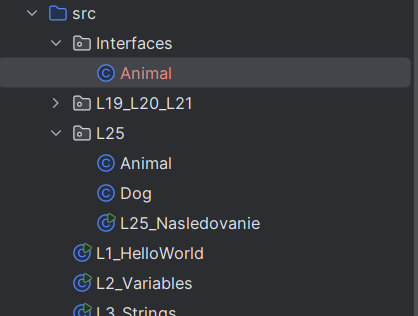 src
Interfaces
Animal
L19_L20_L21
L25
Animal
Dog
L25_Nasledovanie
L1_HelloWorld
L2_Variables
L3_Strings